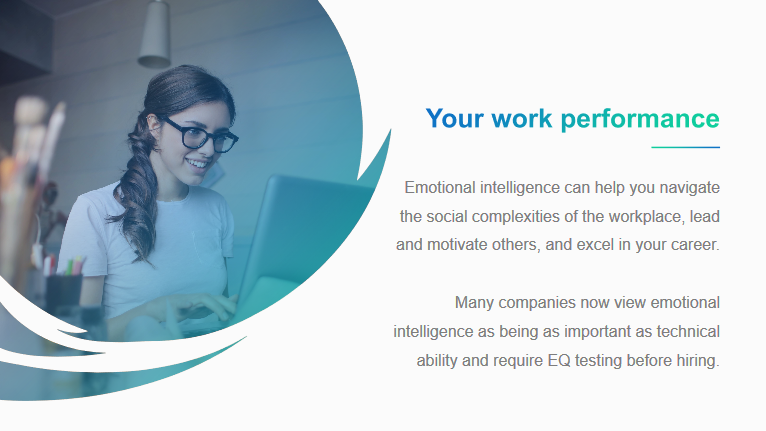 Your work performance
Emotional intelligence can help you navigate
the social complexities of the workplace, lead
and motivate others, and excel in your career.
Many companies now view emotional
intelligence as being as important as technical
ability and require EQ testing before hiring.